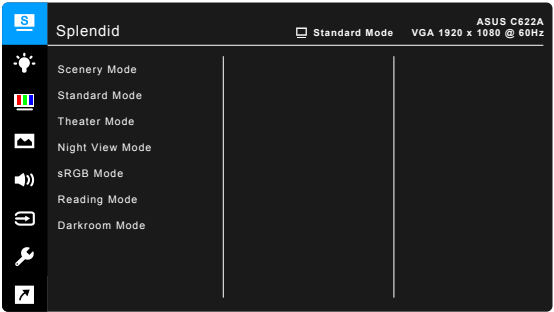 S
Splendid
Standard Mode
ASUS C622A
VGA 1920 x 1080 @ 60Hz
Scenery Mode
Standard Mode
Theater Mode
Night View Mode
sRGB Mode
Reading Mode
Darkroom Mode